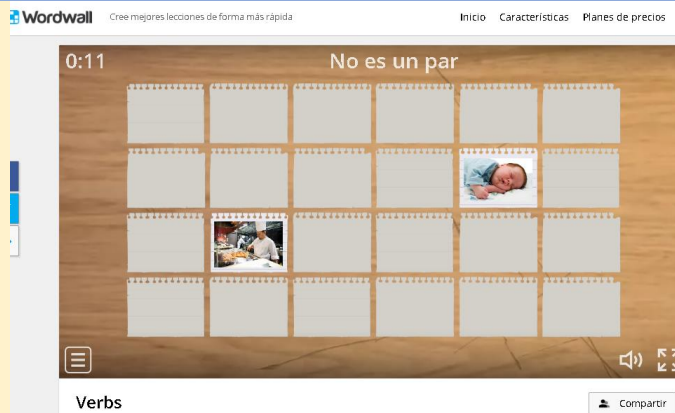 Wordwall Cree mejores lecciones de forma más rápida Inicio Características Planes de precios
0:11 No es un par
Verbs Compartir